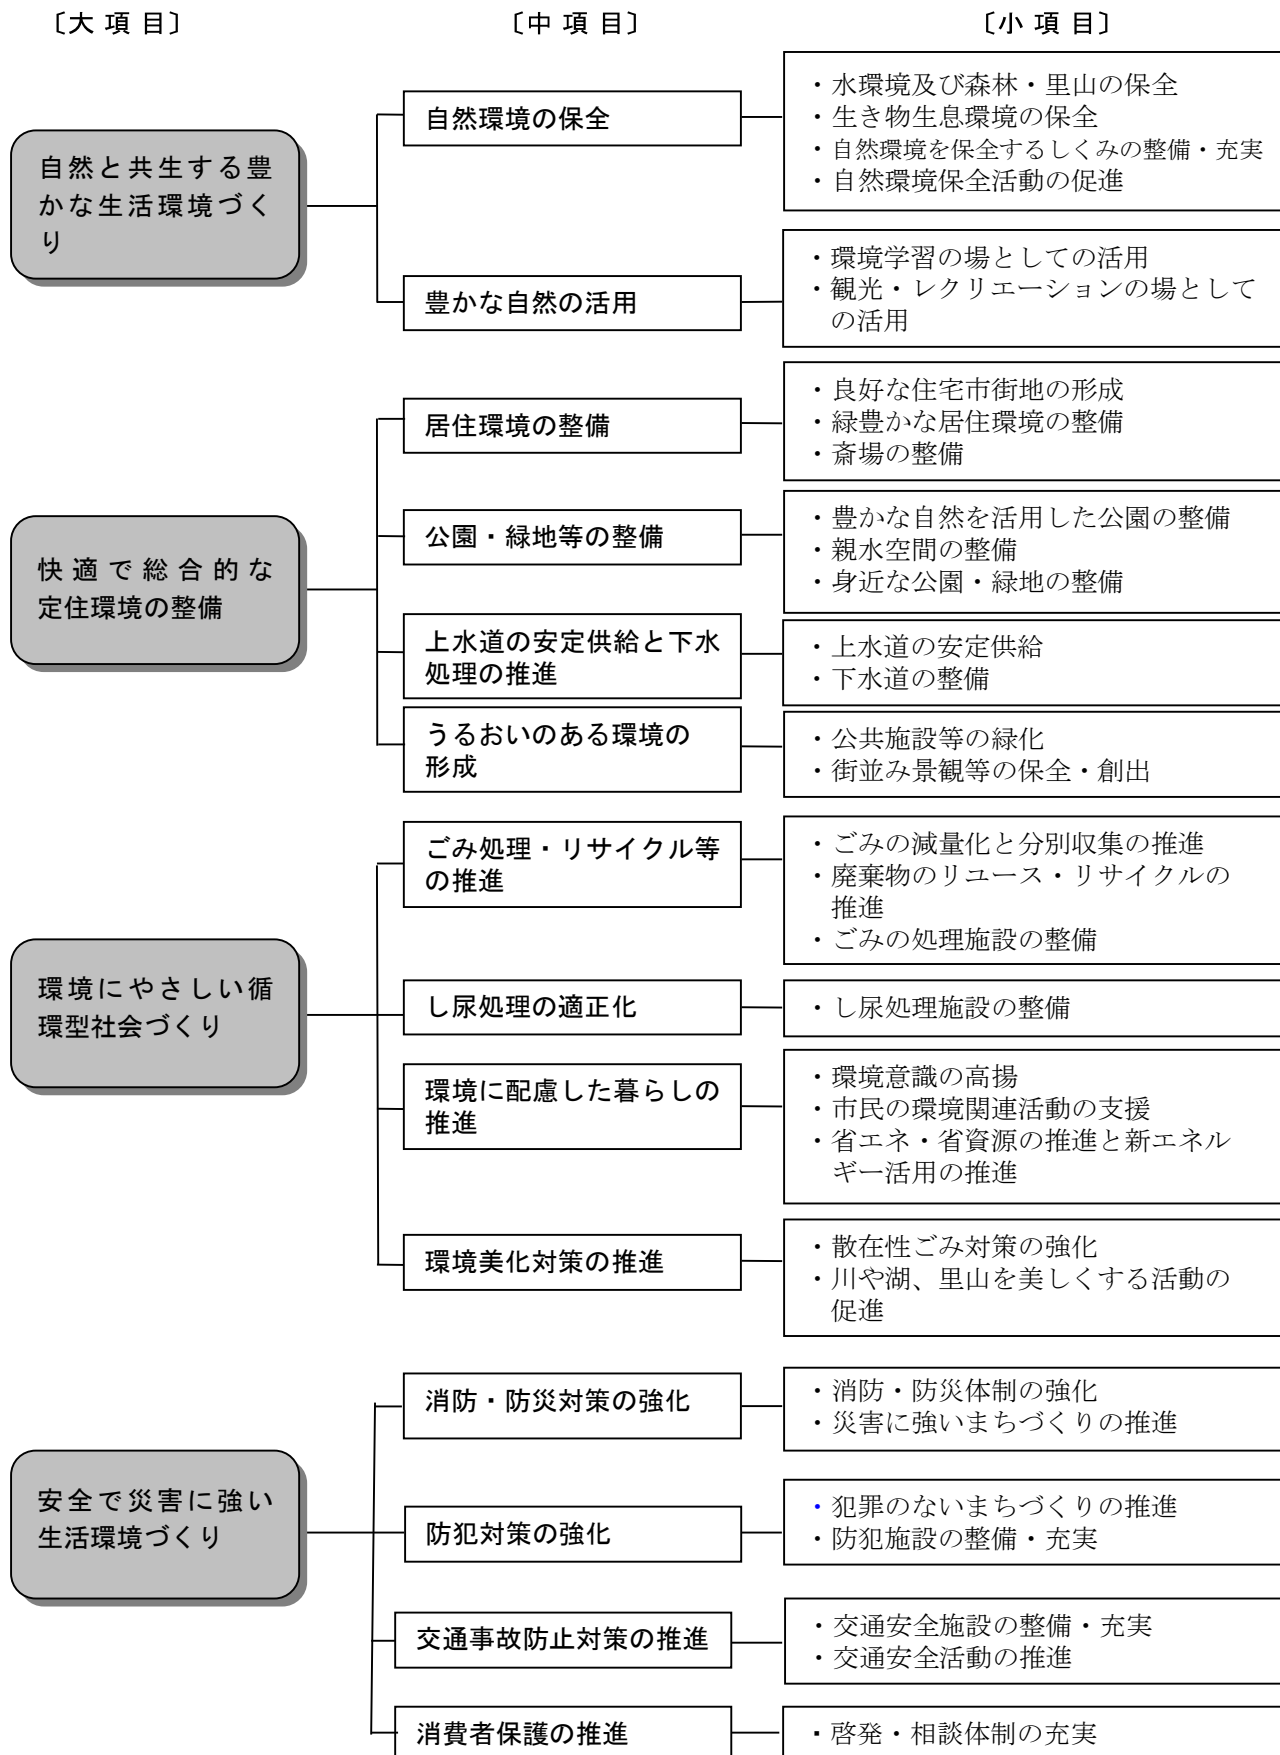 〔大 項 目〕
〔中 項 目〕
〔小 項 目〕
自然と共生する豊
かな生活環境づく
り
自然環境の保全
・水環境及び森林・里山の保全
・生き物生息環境の保全
・自然環境を保全するしくみの整備・充実
・自然環境保全活動の促進
豊かな自然の活用
・環境学習の場としての活用
・観光・レクリエーションの場として
の活用
快適で総合的な
定住環境の整備
居住環境の整備
・良好な住宅市街地の形成
・緑豊かな居住環境の整備
・斎場の整備
公園・緑地等の整備
・豊かな自然を活用した公園の整備
・親水空間の整備
・身近な公園・緑地の整備
上水道の安定供給と下水
処理の推進
・上水道の安定供給
・下水道の整備
うるおいのある環境の
形成
・公共施設等の緑化
・街並み景観等の保全・創出
環境にやさしい循
環型社会づくり
ごみ処理・リサイクル等
の推進
・ごみの減量化と分別収集の推進
・廃棄物のリユース・リサイクルの
推進
・ごみの処理施設の整備
し尿処理の適正化
・し尿処理施設の整備
環境に配慮した暮らしの
推進
・環境意識の高揚
・市民の環境関連活動の支援
・省エネ・省資源の推進と新エネル
ギー活用の推進
環境美化対策の推進
・散在性ごみ対策の強化
・川や湖、里山を美しくする活動の
促進
安全で災害に強い
生活環境づくり
消防・防災対策の強化
・消防・防災体制の強化
・災害に強いまちづくりの推進
防犯対策の強化
・犯罪のないまちづくりの推進
・防犯施設の整備・充実
交通事故防止対策の推進
・交通安全施設の整備・充実
・交通安全活動の推進
消費者保護の推進
・啓発・相談体制の充実